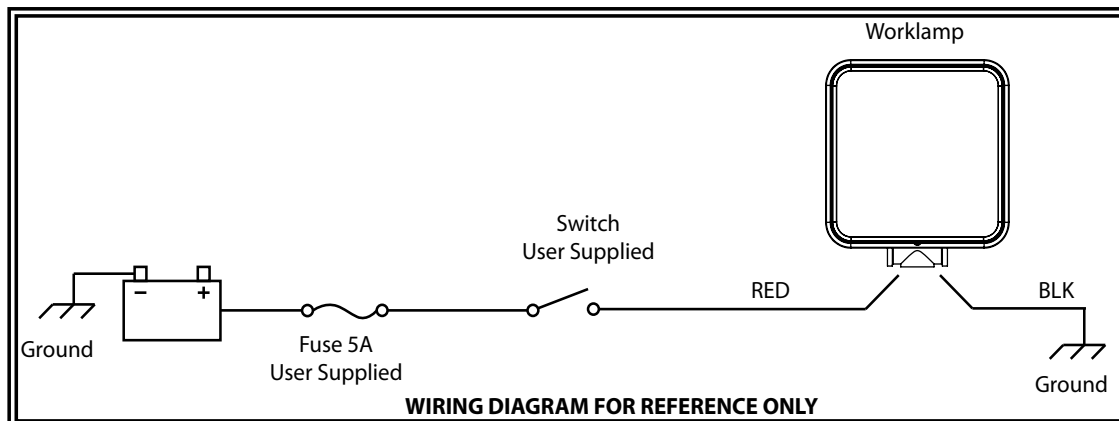 Worklamp
Switch
User Supplied
RED
BLK
– +
Ground
Fuse 5A
User Supplied
Ground
WIRING DIAGRAM FOR REFERENCE ONLY